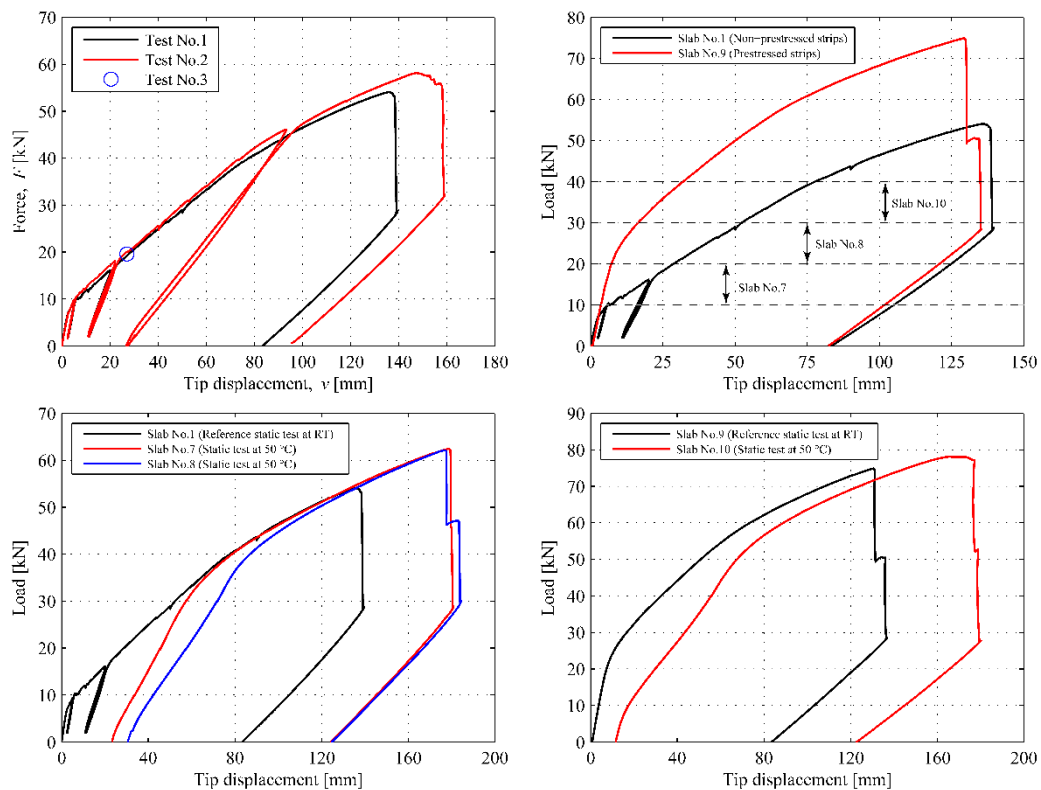 Test No.1
Test No.2
Test No.3
70
60
50
40
30
20
10
0
Force, F [kN]
0 20 40 60 80 100 120 140 160 180
Tip displacement, v [mm]
Slab No.1 (Non-prestressed strips)
Slab No.9 (Prestressed strips)
80
70
60
50
40
30
20
10
0
Load [kN]
Slab No.10
Slab No.8
Slab No.7
0 25 50 75 100 125 150
Tip displacement [mm]
Slab No.1 (Reference static test at RT)
Slab No.7 (Static test at 50 °C)
Slab No.8 (Static test at 50 °C)
70
60
50
40
30
20
10
0
Load [kN]
0 40 80 120 160 200
Tip displacement [mm]
Slab No.9 (Reference static test at RT)
Slab No.10 (Static test at 50 °C)
90
80
70
60
50
40
30
20
10
0
Load [kN]
0 40 80 120 160 200
Tip displacement [mm]